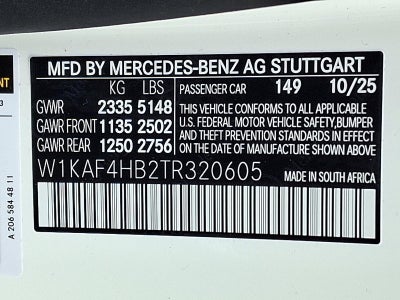 MFD BY MERCEDES-BENZ AG STUTTGART
KG LBS PASSENGER CAR 149 10/25
GVWR 2335 5148
GAWR FRONT 1135 2502
GAWR REAR 1250 2756
THIS VEHICLE CONFORMS TO ALL APPLICABLE
U.S. FEDERAL MOTOR VEHICLE SAFETY, BUMPER
AND THEFT PREVENTION STANDARDS IN EFFECT
ON THE DATE OF MANUFACTURE SHOWN ABOVE
W1KAF4HB2TR320605
MADE IN SOUTH AFRICA
A 206 584 48 11